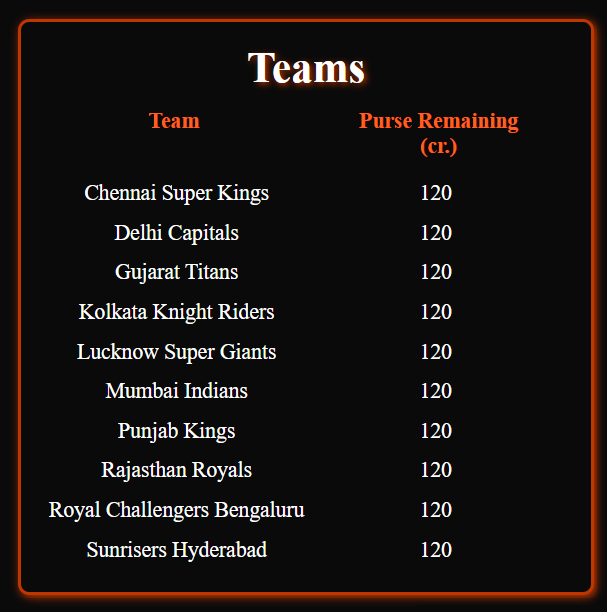 Teams
Team Purse Remaining
(cr.)
Chennai Super Kings 120
Delhi Capitals 120
Gujarat Titans 120
Kolkata Knight Riders 120
Lucknow Super Giants 120
Mumbai Indians 120
Punjab Kings 120
Rajasthan Royals 120
Royal Challengers Bengaluru 120
Sunrisers Hyderabad 120